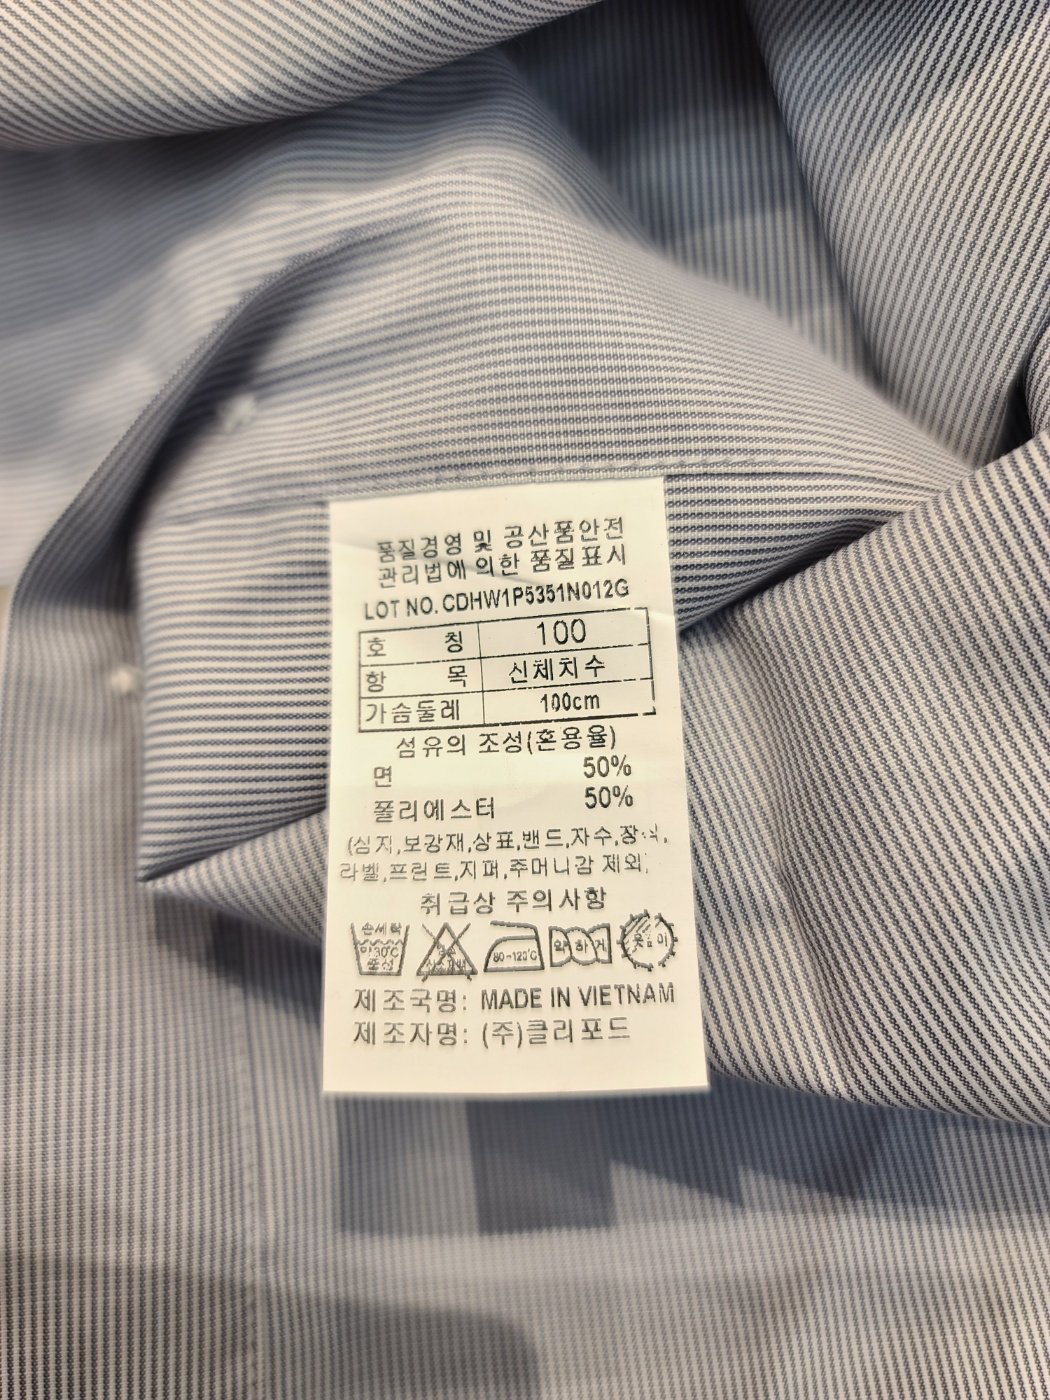 품질경영 및 공산품안전
관리법에 의한 품질표시
LOT NO. CDHW1P5351N012G
호 칭 100
항 목 신체치수
가슴둘레 100cm
섬유의 조성(혼용율)
면 50%
폴리에스터 50%
(심지,보강재,상표,밴드,자수,
라벨,프린트,지퍼,주머니감 제외,
취급상 주의사항
손세탁
약30℃
중성
80~120℃
약하게
제조국명: MADE IN VIETNAM
제조자명: (주)클리포드